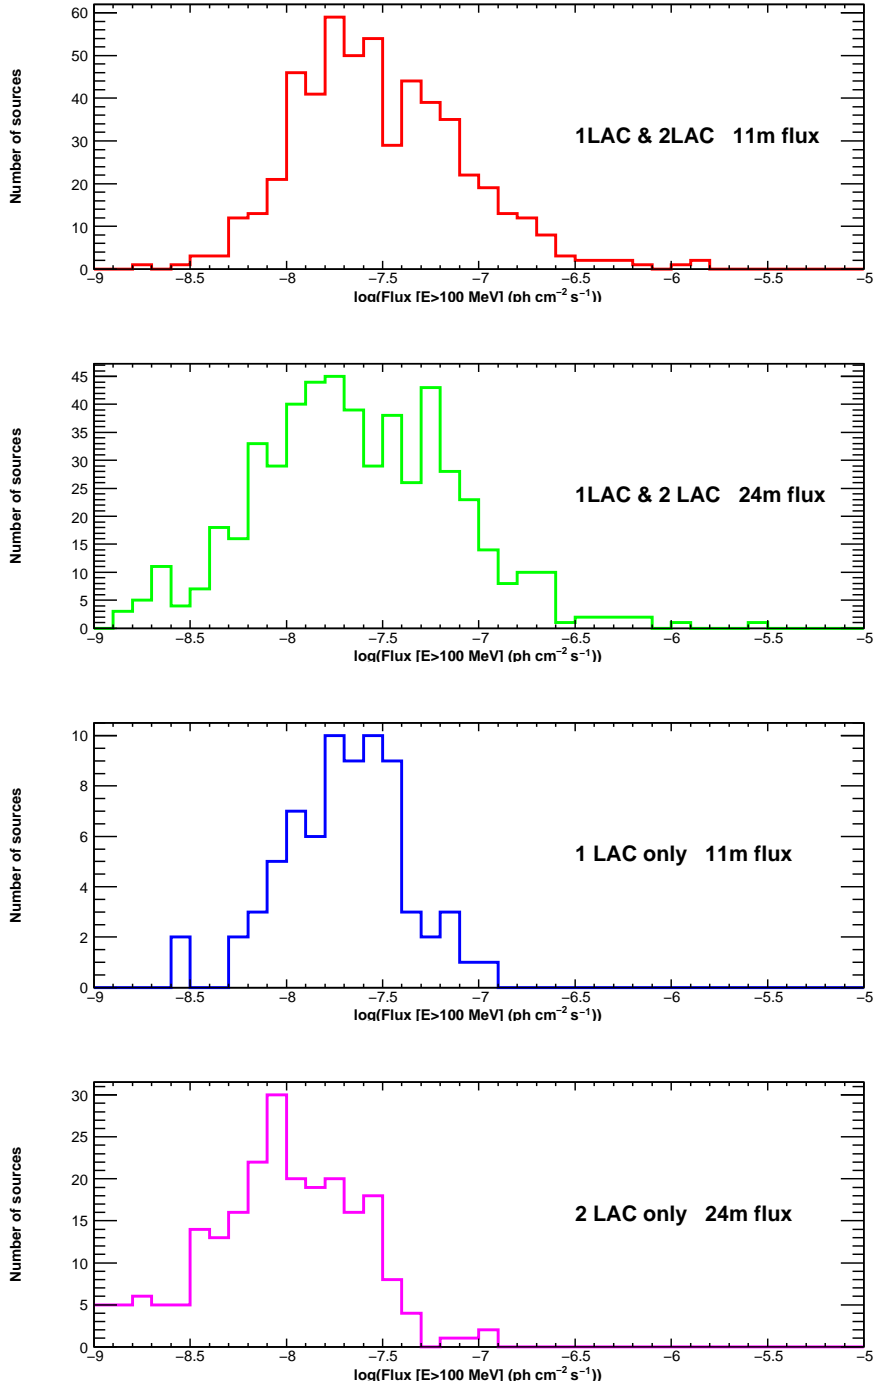 Number of sources
60
50
40
30
20
10
0
1LAC & 2LAC 11m flux
−9 −8.5 −8 −7.5 −7 −6.5 −6 −5.5 −5
log(Flux [E>100 MeV] (ph cm⁻² s⁻¹))
Number of sources
45
40
35
30
25
20
15
10
5
0
1LAC & 2 LAC 24m flux
−9 −8.5 −8 −7.5 −7 −6.5 −6 −5.5 −5
log(Flux [E>100 MeV] (ph cm⁻² s⁻¹))
Number of sources
10
8
6
4
2
0
1 LAC only 11m flux
−9 −8.5 −8 −7.5 −7 −6.5 −6 −5.5 −5
log(Flux [E>100 MeV] (ph cm⁻² s⁻¹))
Number of sources
30
25
20
15
10
5
0
2 LAC only 24m flux
−9 −8.5 −8 −7.5 −7 −6.5 −6 −5.5 −5
log(Flux [E>100 MeV] (ph cm⁻² s⁻¹))